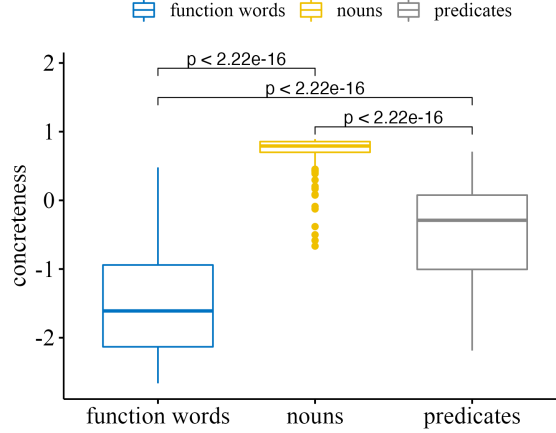 function words nouns predicates
2
p < 2.22e-16
p < 2.22e-16
1
p < 2.22e-16
0
-1
-2
concreteness
function words nouns predicates